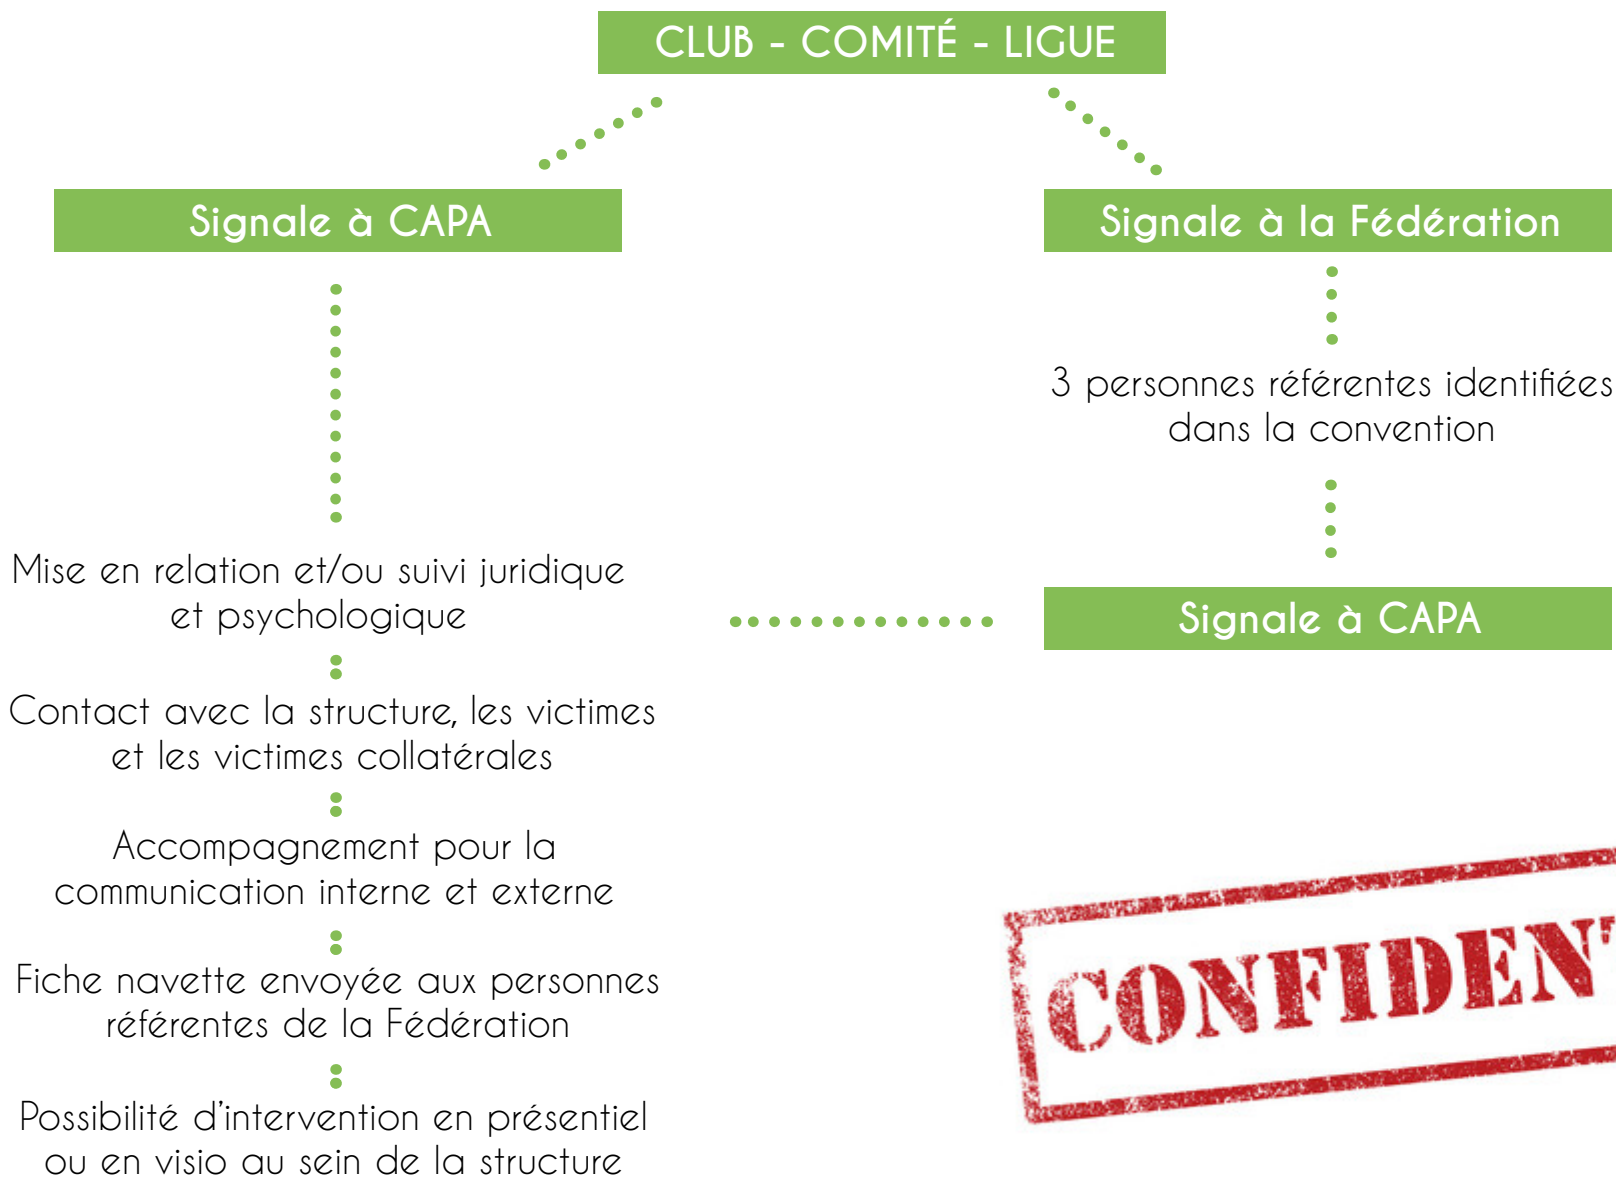 CLUB - COMITÉ - LIGUE
Signale à CAPA
Signale à la Fédération
3 personnes référentes identifiées
dans la convention
Mise en relation et/ou suivi juridique
et psychologique
Signale à CAPA
Contact avec la structure, les victimes
et les victimes collatérales
Accompagnement pour la
communication interne et externe
Fiche navette envoyée aux personnes
référentes de la Fédération
Possibilité d'intervention en présentiel
ou en visio au sein de la structure
CONFIDENT